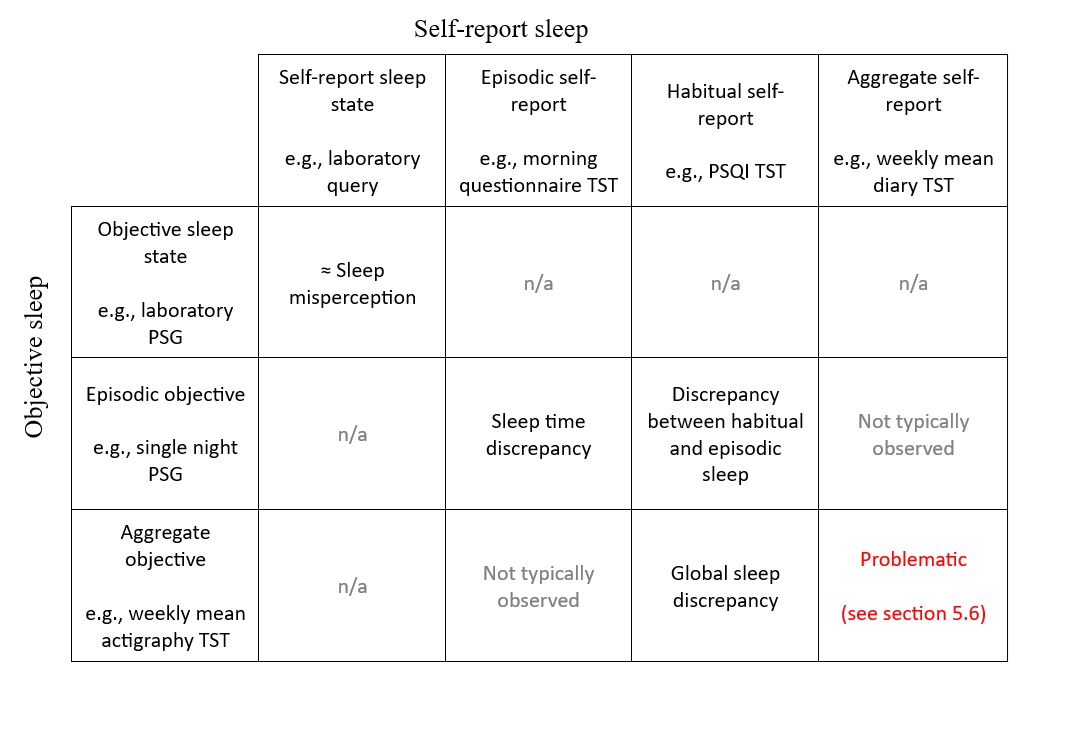 Self-report sleep
Self-report sleep
state
e.g., laboratory
query
Episodic self-
report
e.g., morning
questionnaire TST
Habitual self-
report
e.g., PSQI TST
Aggregate self-
report
e.g., weekly mean
diary TST
Objective sleep
Objective sleep
state
e.g., laboratory
PSG
≈ Sleep
misperception
n/a
n/a
n/a
Episodic objective
e.g., single night
PSG
n/a
Sleep time
discrepancy
Discrepancy
between habitual
and episodic
sleep
Not typically
observed
Aggregate
objective
e.g., weekly mean
actigraphy TST
n/a
Not typically
observed
Global sleep
discrepancy
Problematic
(see section 5.6)